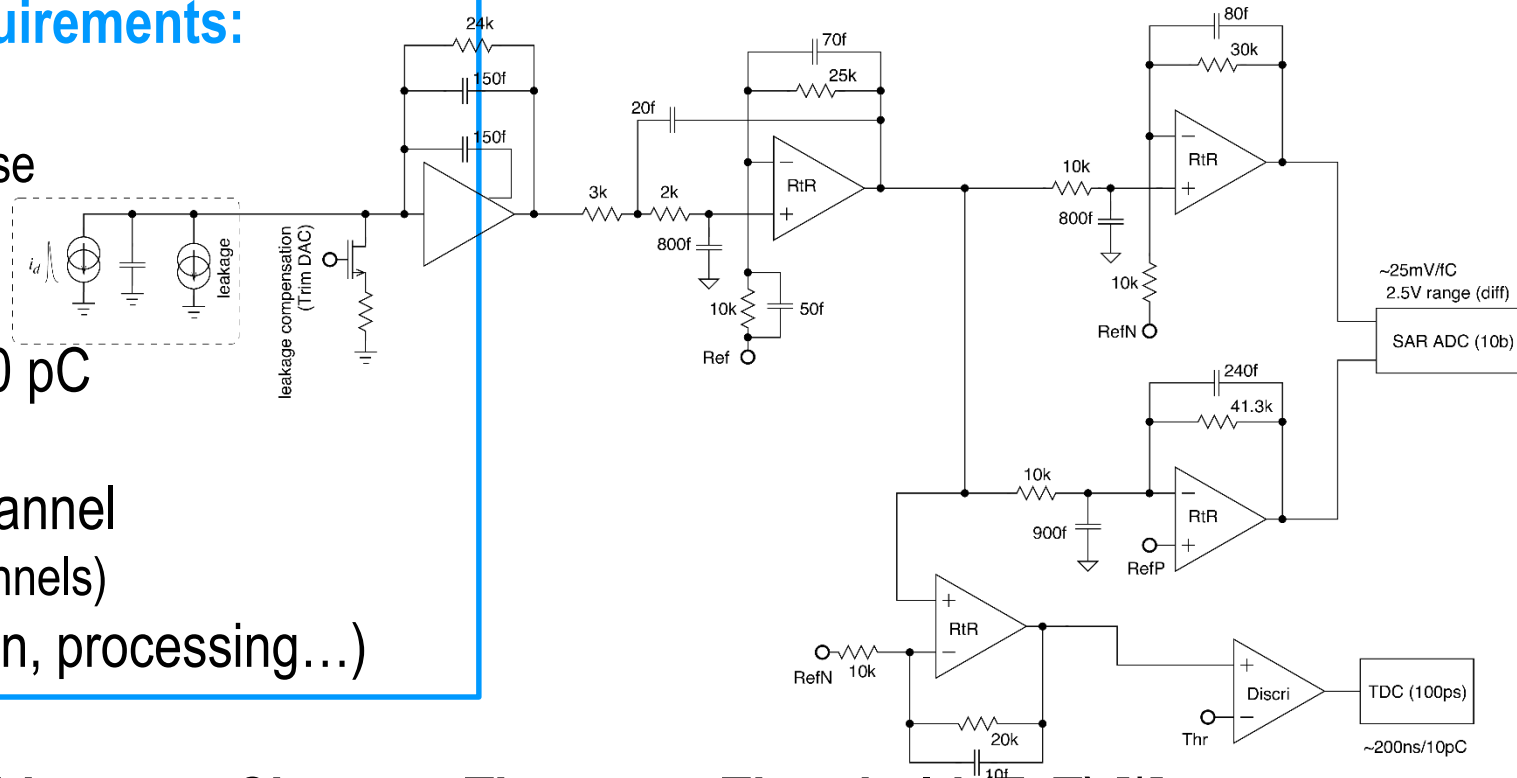 uirements:
se
0 pC
annel
nnels)
n, processing…)
24k
150f
150f
i_d
leakage
leakage compensation
(Trim DAC)
3k
20f
2k
800f
70f
25k
RtR
10k
50f
Ref
80f
30k
10k
RtR
800f
10k
RefN
~25mV/fC
2.5V range (diff)
SAR ADC (10b)
240f
41.3k
10k
RtR
900f
RefP
RtR
RefN
10k
20k
10f
Discri
Thr
TDC (100ps)
~200ns/10pC